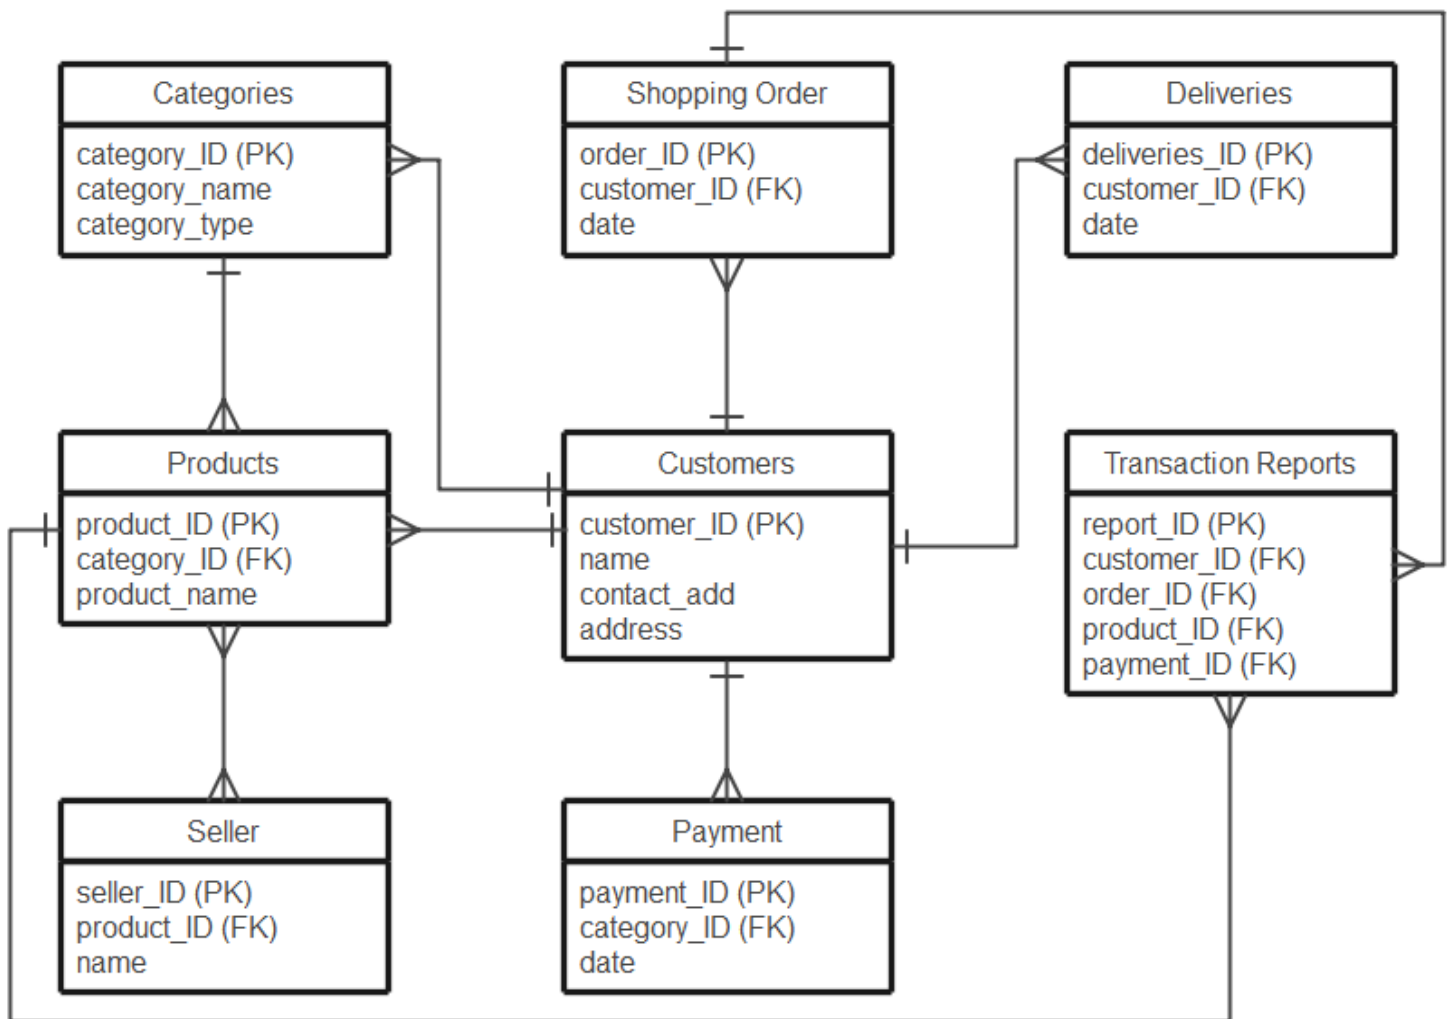 Categories
category_ID (PK)
category_name
category_type
Shopping Order
order_ID (PK)
customer_ID (FK)
date
Deliveries
deliveries_ID (PK)
customer_ID (FK)
date
Products
product_ID (PK)
category_ID (FK)
product_name
Customers
customer_ID (PK)
name
contact_add
address
Transaction Reports
report_ID (PK)
customer_ID (FK)
order_ID (FK)
product_ID (FK)
payment_ID (FK)
Seller
seller_ID (PK)
product_ID (FK)
name
Payment
payment_ID (PK)
category_ID (FK)
date